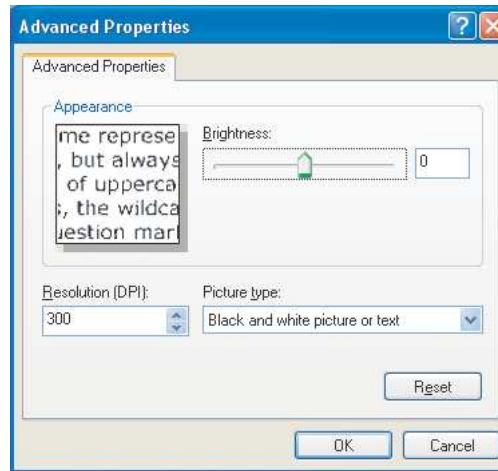 Advanced Properties
Advanced Properties
Appearance
me represe
, but always
of upperca
s, the wildca
uestion mar
Brightness:
0
Resolution (DPI):
300
Picture type:
Black and white picture or text
Reset
OK
Cancel